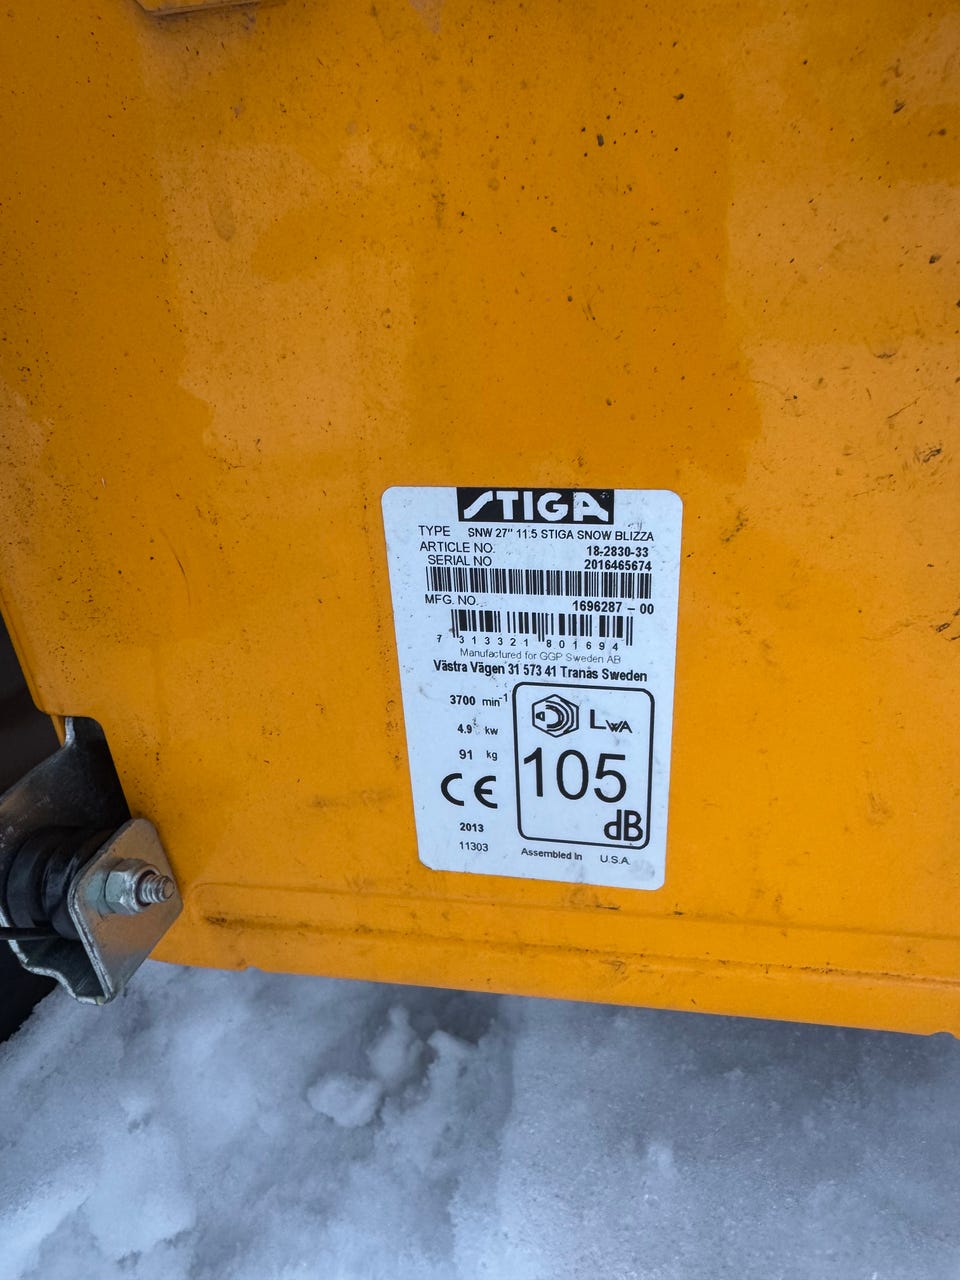 STIGA
TYPE SNW 27" 11.5 STIGA SNOW BLIZZA
ARTICLE NO. 18-2830-33
SERIAL NO 2016465674
MFG. NO. 1696287 - 00
7 313321 801694
Manufactured for GGP Sweden AB
Västra Vägen 31 573 41 Tranas Sweden
3700 min-1
4.9 kw
91 kg
CE
2013
11303
LWA
105
dB
Assembled In U.S.A.